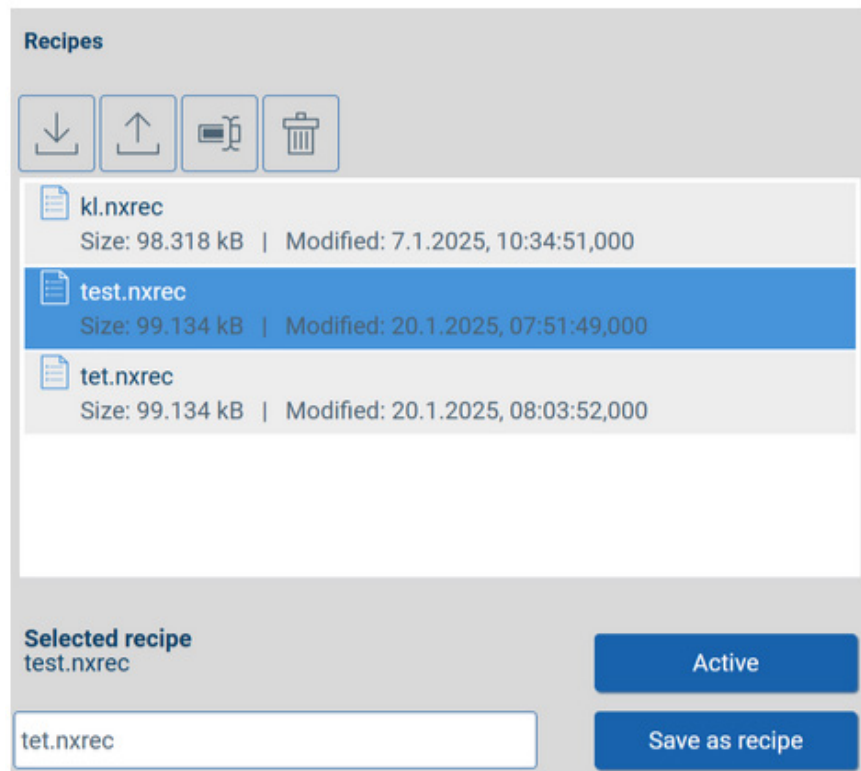 Recipes
kl.nxrec
Size: 98.318 kB | Modified: 7.1.2025, 10:34:51,000
test.nxrec
Size: 99.134 kB | Modified: 20.1.2025, 07:51:49,000
tet.nxrec
Size: 99.134 kB | Modified: 20.1.2025, 08:03:52,000
Selected recipe
test.nxrec
Active
tet.nxrec
Save as recipe